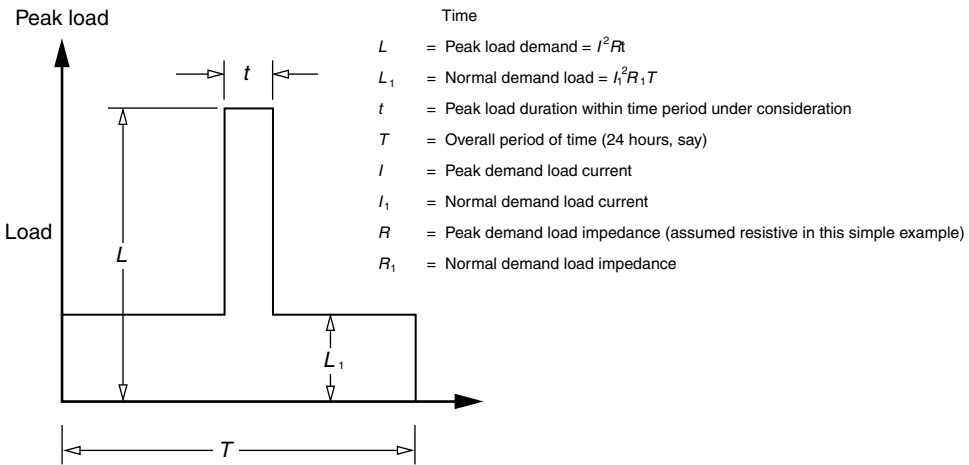 Peak load
Time
L = Peak load demand = I²Rt
L₁ = Normal demand load = I₁²R₁T
t = Peak load duration within time period under consideration
T = Overall period of time (24 hours, say)
I = Peak demand load current
I₁ = Normal demand load current
R = Peak demand load impedance (assumed resistive in this simple example)
R₁ = Normal demand load impedance
t
Load
L
L₁
T